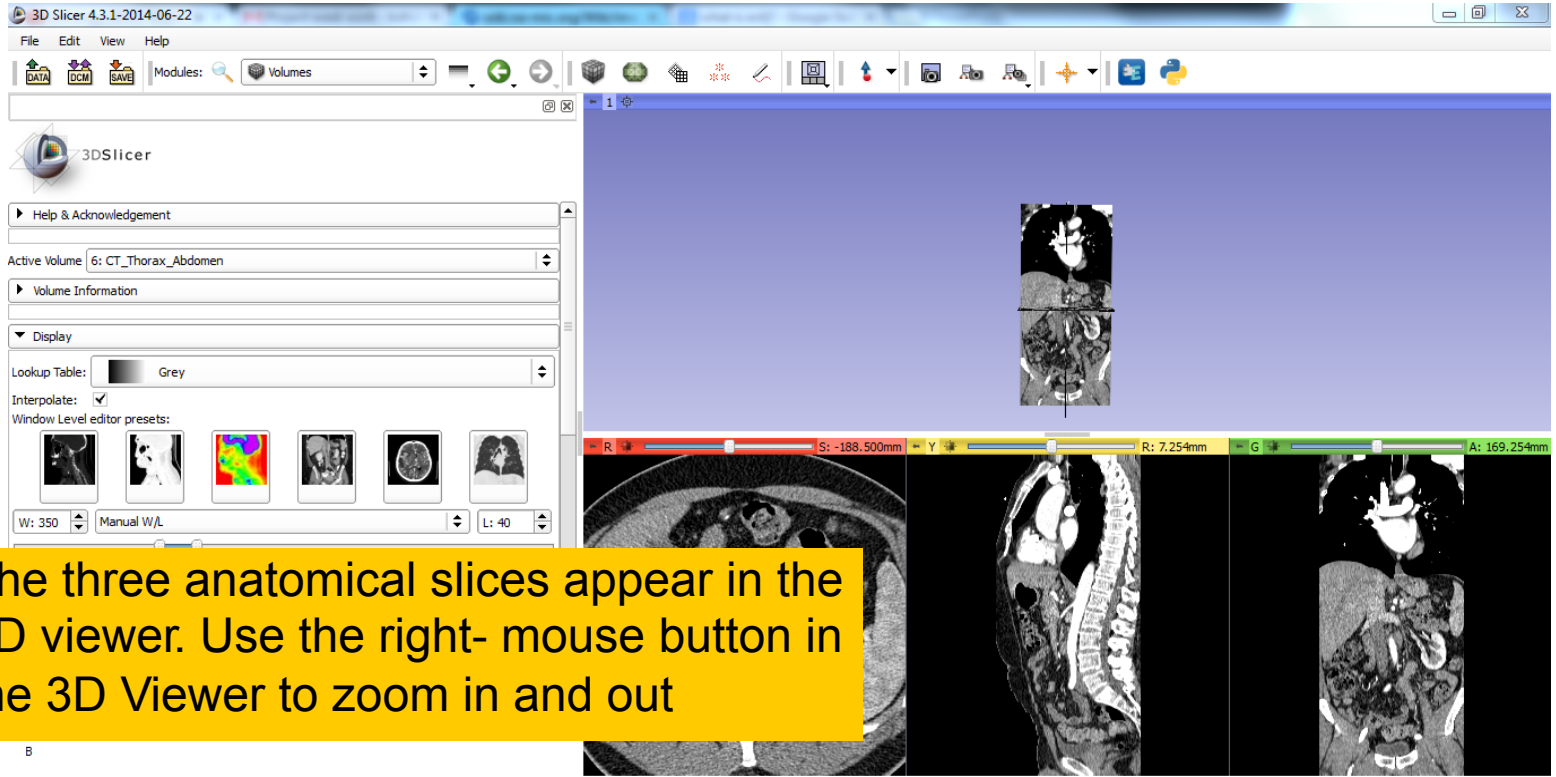 3D Slicer 4.3.1-2014-06-22
File Edit View Help
DATA DCM SAVE Modules: Volumes
1
3DSlicer
Help & Acknowledgement
Active Volume 6: CT_Thorax_Abdomen
Volume Information
Display
Lookup Table: Grey
Interpolate:
Window Level editor presets:
W: 350 Manual W/L L: 40
R S: -188.500mm Y R: 7.254mm G A: 169.254mm
he three anatomical slices appear in the
D viewer. Use the right- mouse button in
e 3D Viewer to zoom in and out
B